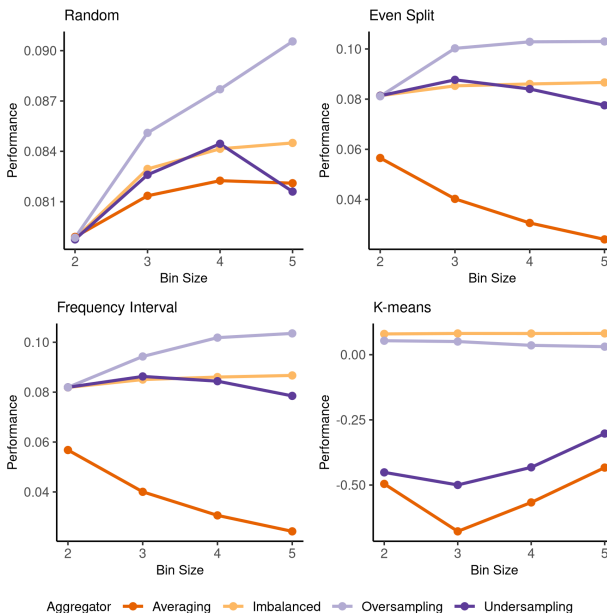 Random
0.090
0.087
0.084
0.081
Performance
2 3 4 5
Bin Size
Even Split
0.10
0.08
0.06
0.04
Performance
2 3 4 5
Bin Size
Frequency Interval
0.10
0.08
0.06
0.04
Performance
2 3 4 5
Bin Size
K-means
0.00
-0.25
-0.50
Performance
2 3 4 5
Bin Size
Aggregator Averaging Imbalanced Oversampling Undersampling